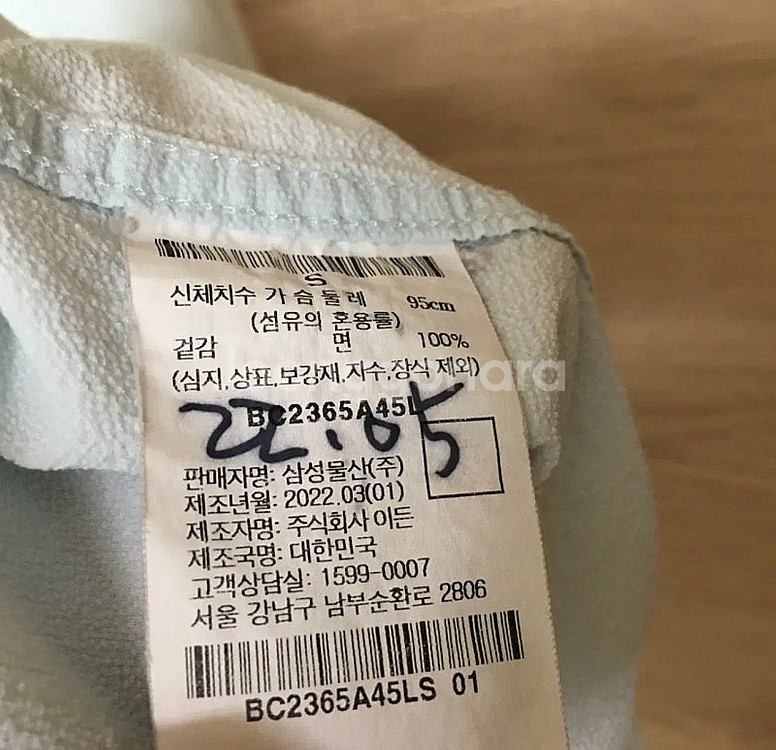 S
신체치수 가슴둘레 95cm
(섬유의 혼용률)
겉감 면 100%
(심지,상표,보강재,자수,장식 제외)
BC2365A45L
22.05
판매자명: 삼성물산(주)
제조년월: 2022.03(01)
제조자명: 주식회사 이든
제조국명: 대한민국
고객상담실: 1599-0007
서울 강남구 남부순환로 2806
BC2365A45LS 01